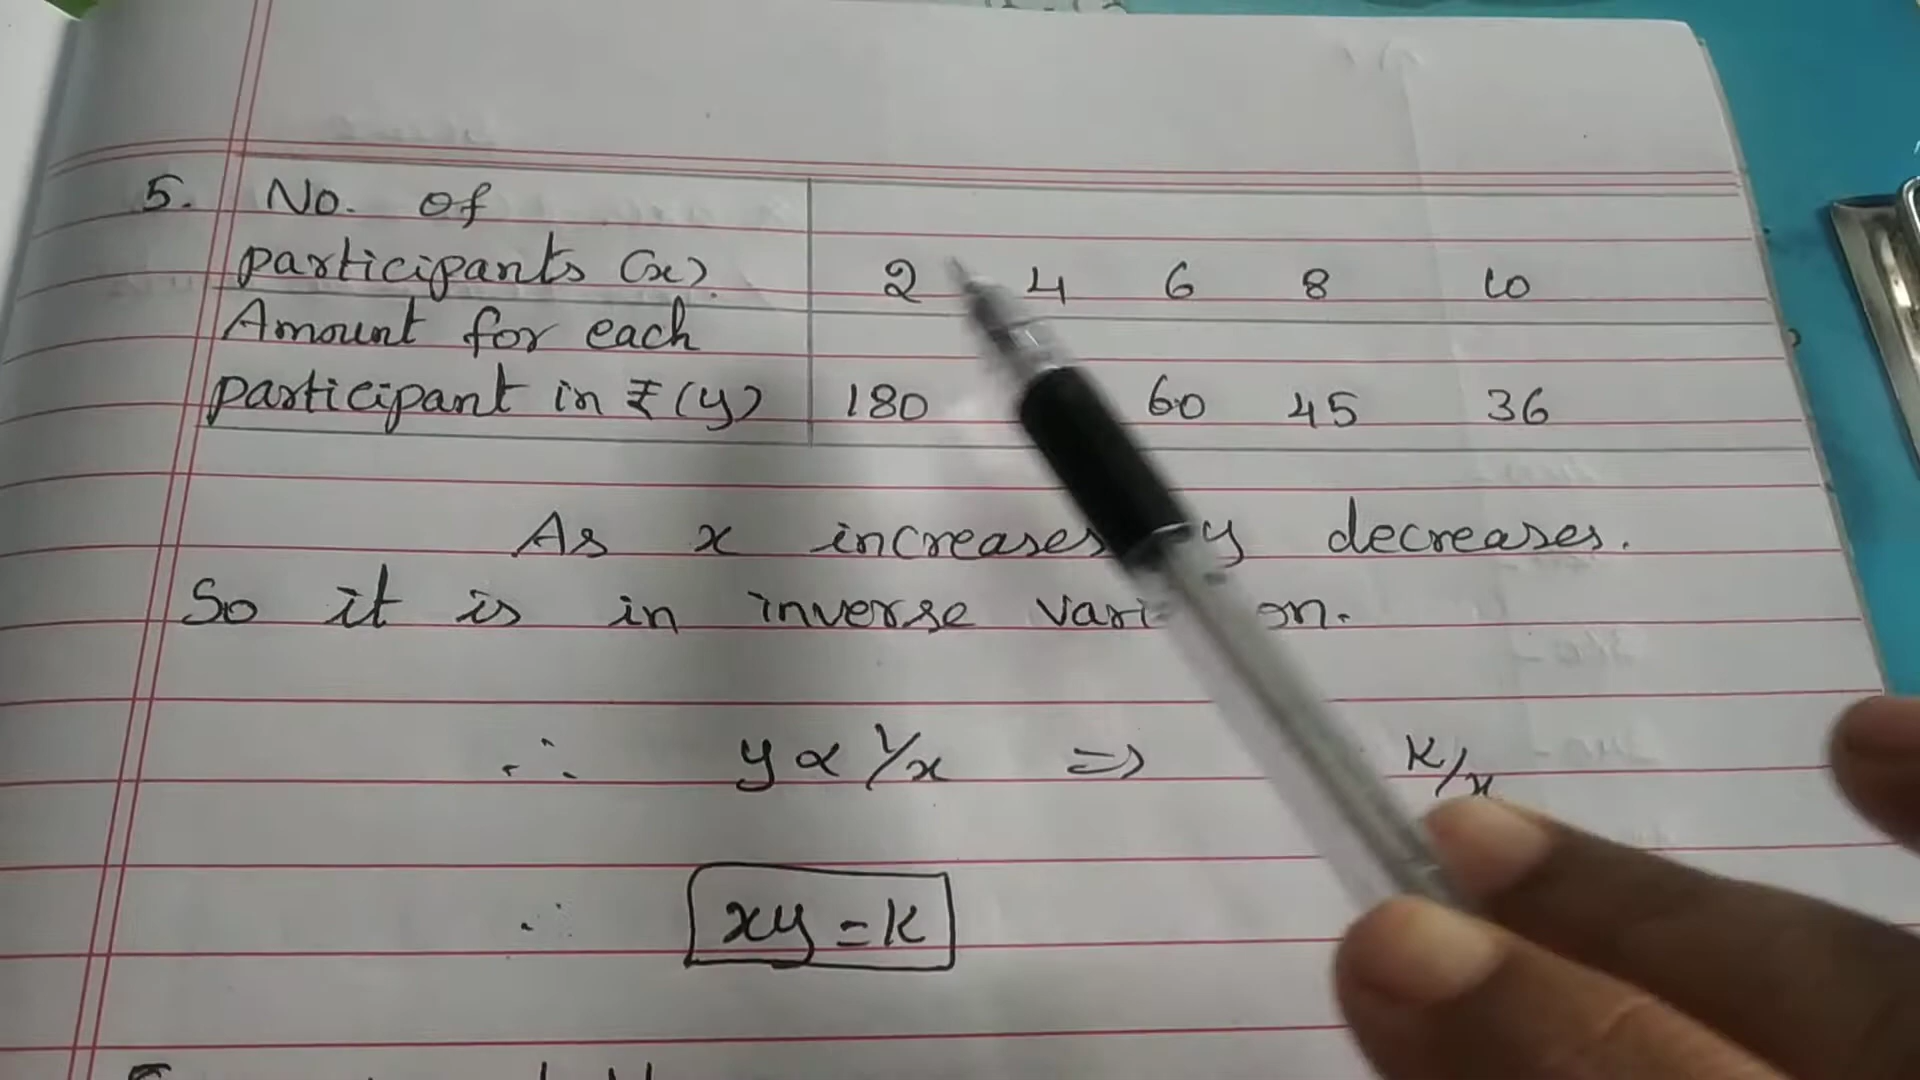 5. No. of
participants (x). 2 4 6 8 10
Amount for each
participant in ₹ (y) 180 60 45 36
As x increases y decreases.
So it is in inverse
∴ y ∝ 1/x => K/x
∴ xy = K